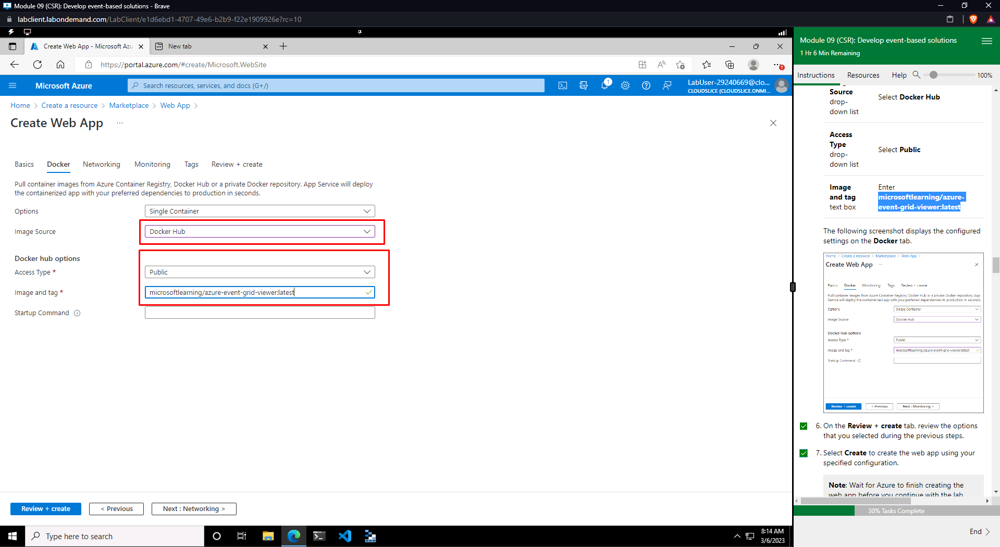 Module 09 (CSR): Develop event-based solutions - Brave
labclient.labondemand.com/LabClient/e1d6ebd1-4707-49e6-b2b9-f22e1909926e?rc=10
Create Web App - Microsoft Azu
New tab
https://portal.azure.com/#create/Microsoft.WebSite
Microsoft Azure
Search resources, services, and docs (G+/)
1
LabUser-29240669@clo...
CLOUDSLICE (CLOUDSLICE.ONMI...
Home > Create a resource > Marketplace > Web App >
Create Web App ...
Basics
Docker
Networking
Monitoring
Tags
Review + create
Pull container images from Azure Container Registry, Docker Hub or a private Docker repository. App Service will deploy
the containerized app with your preferred dependencies to production in seconds.
Options
Single Container
Image Source
Docker Hub
Docker hub options
Access Type *
Public
Image and tag *
microsoftlearning/azure-event-grid-viewer:latest
Startup Command
Review + create
< Previous
Next : Networking >
Type here to search
8:14 AM
3/6/2023
Module 09 (CSR): Develop event-based solutions
1 Hr 6 Min Remaining
Instructions
Resources
Help
100%
Source
drop-
down list
Select Docker Hub
Access
Type
drop-
down list
Select Public
Image
and tag
text box
Enter
microsoftlearning/azure-
event-grid-viewer:latest
The following screenshot displays the configured
settings on the Docker tab.
Home > Create a resource > Marketplace > Web App >
Create Web App ...
Basics
Docker
Monitoring
Tags
Review + create
Pull container images from Azure Container Registry, Docker Hub or a private Docker repository. App
Service will deploy the containerized app with your preferred dependencies to production in seconds.
Options
Single Container
Image Source
Docker Hub
Docker hub options
Access Type *
Public
Image and tag *
microsoftlearning/azure-event-grid-viewer:latest
Startup Command
Review + create
< Previous
Next : Monitoring >
6. On the Review + create tab, review the options
that you selected during the previous steps.
7. Select Create to create the web app using your
specified configuration.
Note: Wait for Azure to finish creating the
web app before you continue with the lab
30% Tasks Complete
End >